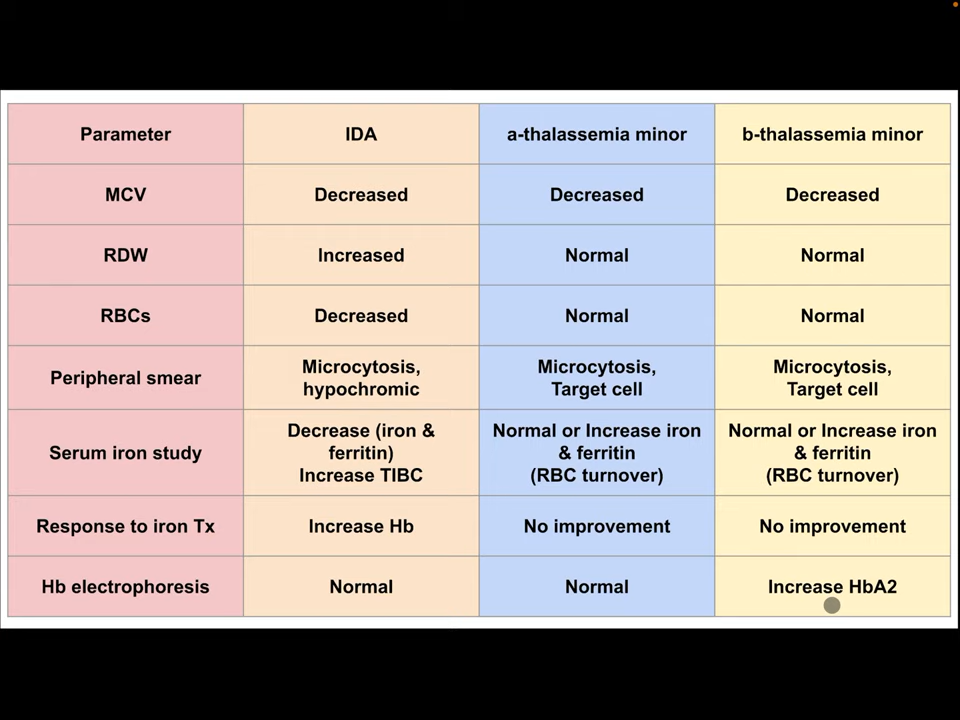 Parameter
IDA
a-thalassemia minor
b-thalassemia minor
MCV
Decreased
Decreased
Decreased
RDW
Increased
Normal
Normal
RBCs
Decreased
Normal
Normal
Peripheral smear
Microcytosis,
hypochromic
Microcytosis,
Target cell
Microcytosis,
Target cell
Serum iron study
Decrease (iron &
ferritin)
Increase TIBC
Normal or Increase iron
& ferritin
(RBC turnover)
Normal or Increase iron
& ferritin
(RBC turnover)
Response to iron Tx
Increase Hb
No improvement
No improvement
Hb electrophoresis
Normal
Normal
Increase HbA2